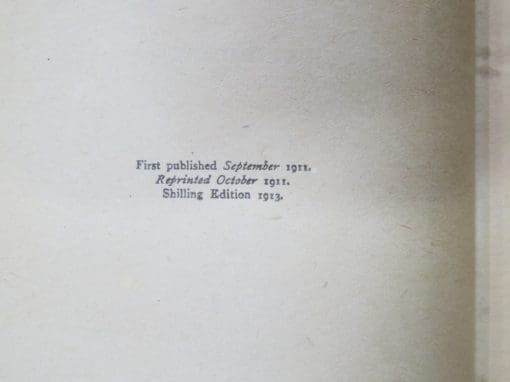 First published September 1911.
Reprinted October 1911.
Shilling Edition 1913.